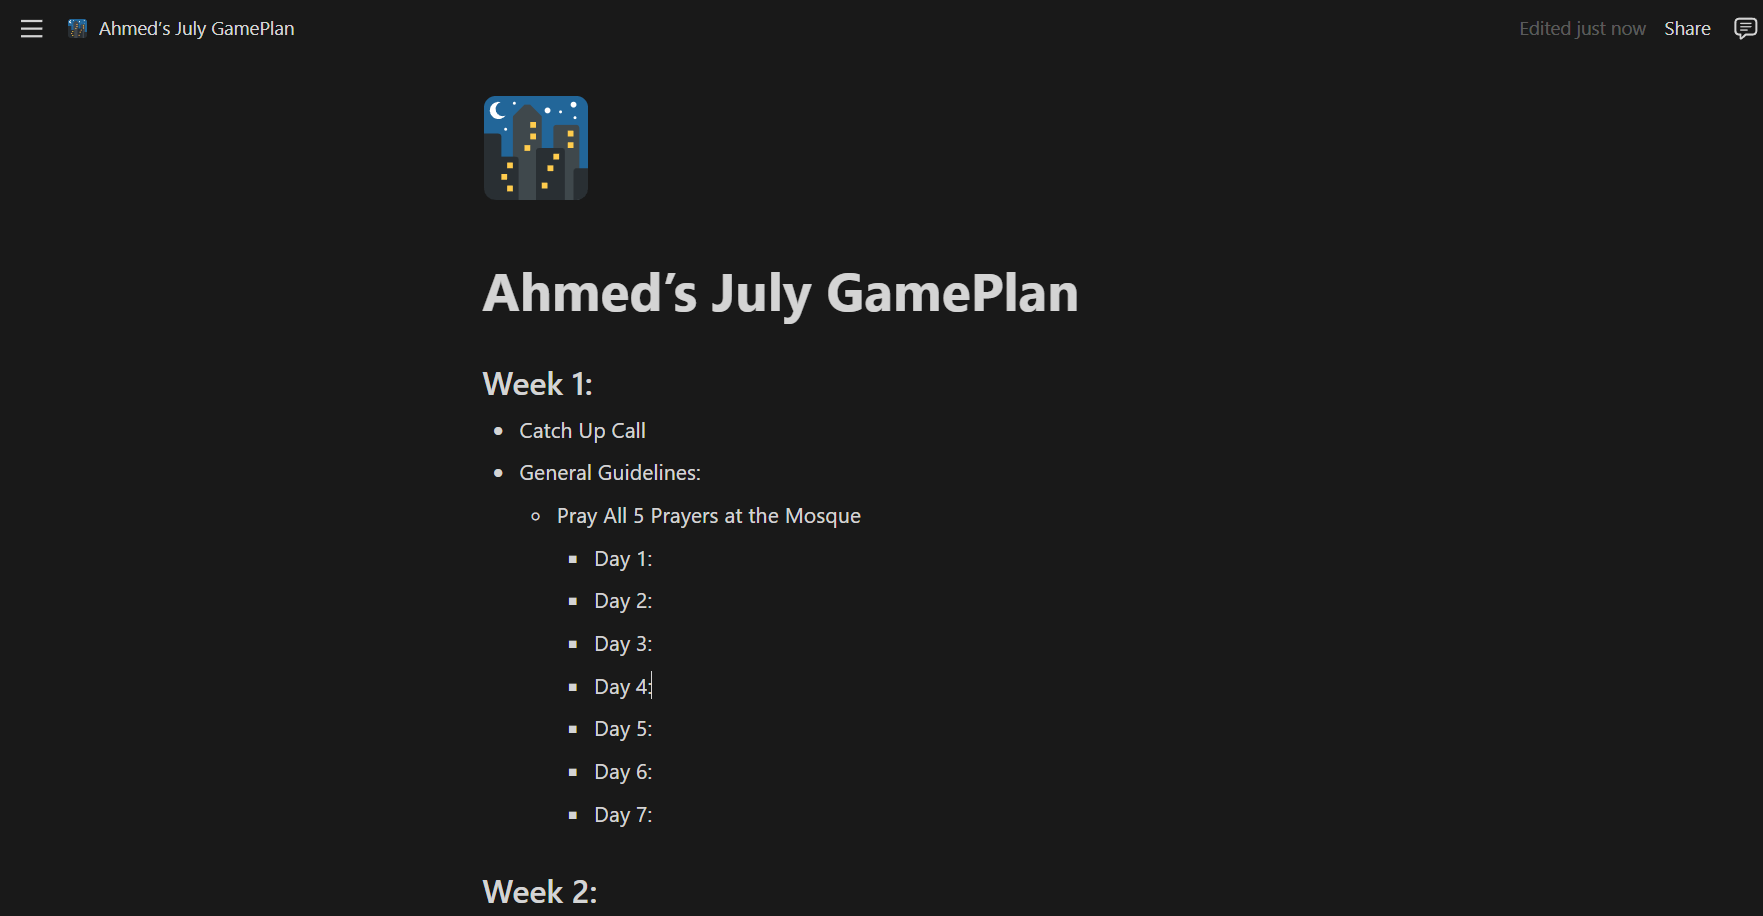 Ahmed’s July GamePlan
Edited just now
Share
Ahmed’s July GamePlan
Week 1:
Catch Up Call
General Guidelines:
Pray All 5 Prayers at the Mosque
Day 1:
Day 2:
Day 3:
Day 4:
Day 5:
Day 6:
Day 7:
Week 2: